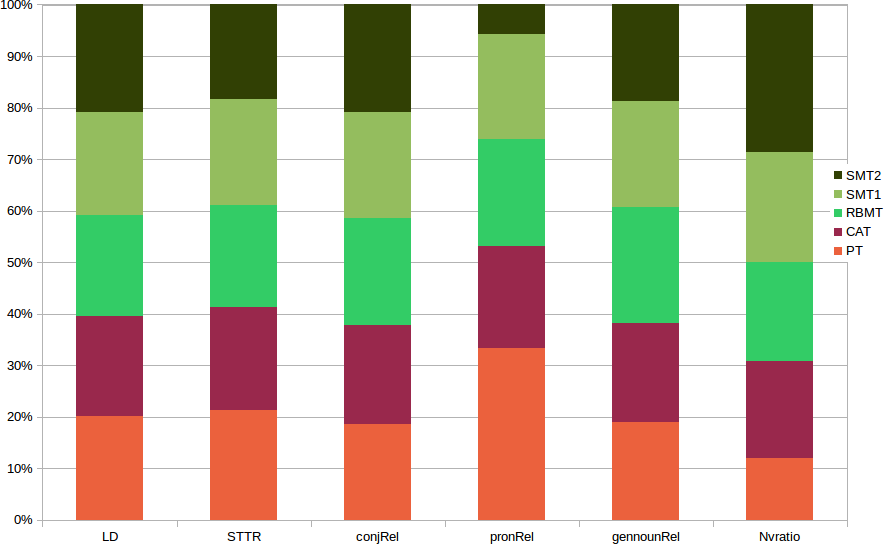 100%
90%
80%
70%
60%
50%
40%
30%
20%
10%
0%
LD STTR conjRel pronRel gennounRel Nvratio
SMT2
SMT1
RBMT
CAT
PT